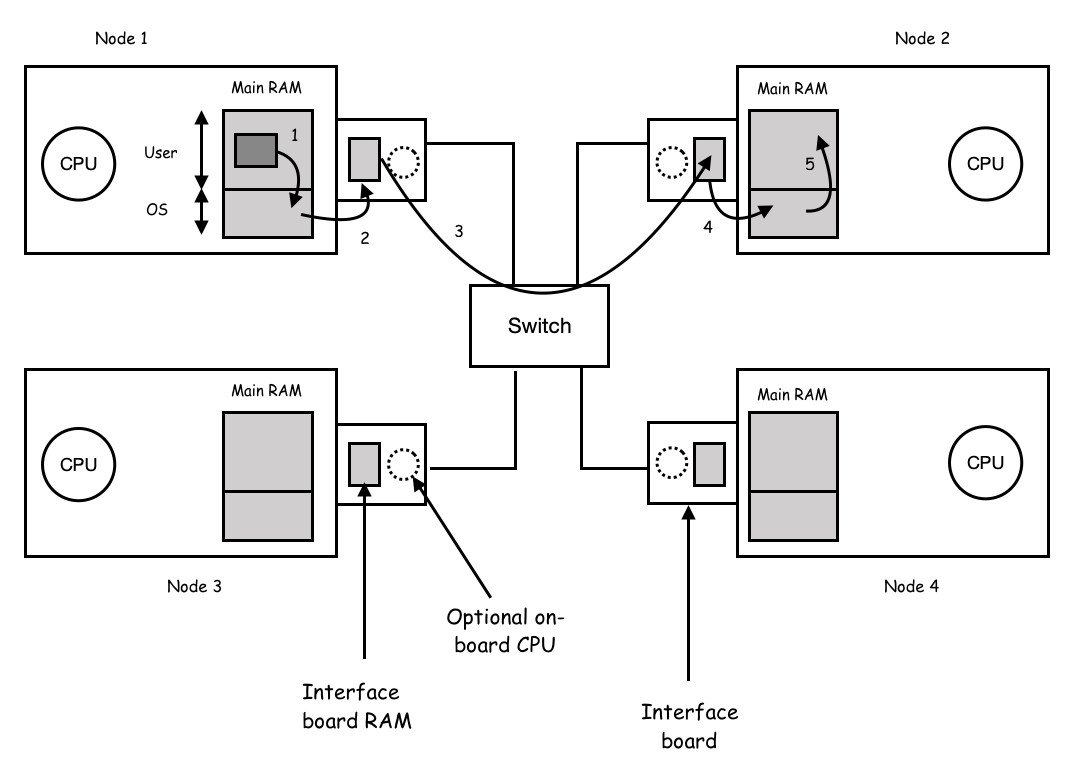 Node 1
Node 2
Main RAM
Main RAM
1
CPU
User
5
CPU
OS
2
3
4
Switch
Main RAM
Main RAM
CPU
CPU
Node 3
Node 4
Optional on-
board CPU
Interface
board RAM
Interface
board